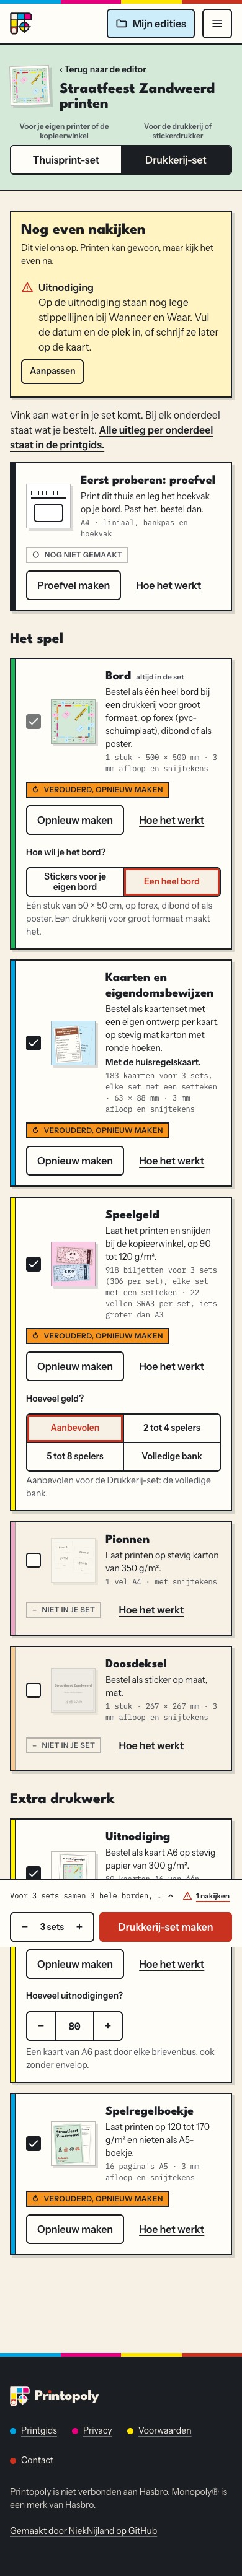 Mijn edities
‹ Terug naar de editor
Straatfeest Zandweerd
printen
Voor je eigen printer of de
kopieerwinkel
Voor de drukkerij of
stickerdrukker
Thuisprint-set
Drukkerij-set
Nog even nakijken
Dit viel ons op. Printen kan gewoon, maar kijk het
even na.
Uitnodiging
Op de uitnodiging staan nog lege
stippellijnen bij Wanneer en Waar. Vul
de datum en de plek in, of schrijf ze later
op de kaart.
Aanpassen
Vink aan wat er in je set komt. Bij elk onderdeel
staat wat je bestelt. Alle uitleg per onderdeel
staat in de printgids.
Eerst proberen: proefvel
Print dit thuis en leg het hoekvak
op je bord. Past het, bestel dan.
A4 · liniaal, bankpas en
hoekvak
NOG NIET GEMAAKT
Proefvel maken
Hoe het werkt
Het spel
Bord altijd in de set
Bestel als één heel bord bij
een drukkerij voor groot
formaat, op forex (pvc-
schuimplaat), dibond of als
poster.
1 stuk · 500 × 500 mm · 3
mm afloop en snijtekens
VEROUDERD, OPNIEUW MAKEN
Opnieuw maken
Hoe het werkt
Hoe wil je het bord?
Stickers voor je
eigen bord
Een heel bord
Eén stuk van 50 × 50 cm, op forex, dibond of als
poster. Een drukkerij voor groot formaat maakt
het.
Kaarten en
eigendomsbewijzen
Bestel als kaartenset met
een eigen ontwerp per kaart,
op stevig mat karton met
ronde hoeken.
Met de huisregelskaart.
183 kaarten voor 3 sets,
elke set met een setteken
· 63 × 88 mm · 3 mm
afloop en snijtekens
VEROUDERD, OPNIEUW MAKEN
Opnieuw maken
Hoe het werkt
Speelgeld
Laat het printen en snijden
bij de kopieerwinkel, op 90
tot 120 g/m².
918 biljetten voor 3 sets
(306 per set), elke set
met een setteken · 22
vellen SRA3 per set, iets
groter dan A3
VEROUDERD, OPNIEUW MAKEN
Opnieuw maken
Hoe het werkt
Hoeveel geld?
Aanbevolen
2 tot 4 spelers
5 tot 8 spelers
Volledige bank
Aanbevolen voor de Drukkerij-set: de volledige
bank.
Pionnen
Laat printen op stevig karton
van 350 g/m².
1 vel A4 · met snijtekens
– NIET IN JE SET
Hoe het werkt
Doosdeksel
Bestel als sticker op maat,
mat.
1 stuk · 267 × 267 mm · 3
mm afloop en snijtekens
– NIET IN JE SET
Hoe het werkt
Extra drukwerk
Uitnodiging
Bestel als kaart A6 op stevig
papier van 300 g/m².
Voor 3 sets samen 3 hele borden, …
1 nakijken
− 3 sets +
Drukkerij-set maken
Opnieuw maken
Hoe het werkt
Hoeveel uitnodigingen?
− 80 +
Een kaart van A6 past door elke brievenbus, ook
zonder envelop.
Spelregelboekje
Laat printen op 120 tot 170
g/m² en nieten als A5-
boekje.
16 pagina's A5 · 3 mm
afloop en snijtekens
VEROUDERD, OPNIEUW MAKEN
Opnieuw maken
Hoe het werkt
Printopoly
Printgids
Privacy
Voorwaarden
Contact
Printopoly is niet verbonden aan Hasbro. Monopoly® is
een merk van Hasbro.
Gemaakt door NiekNijland op GitHub